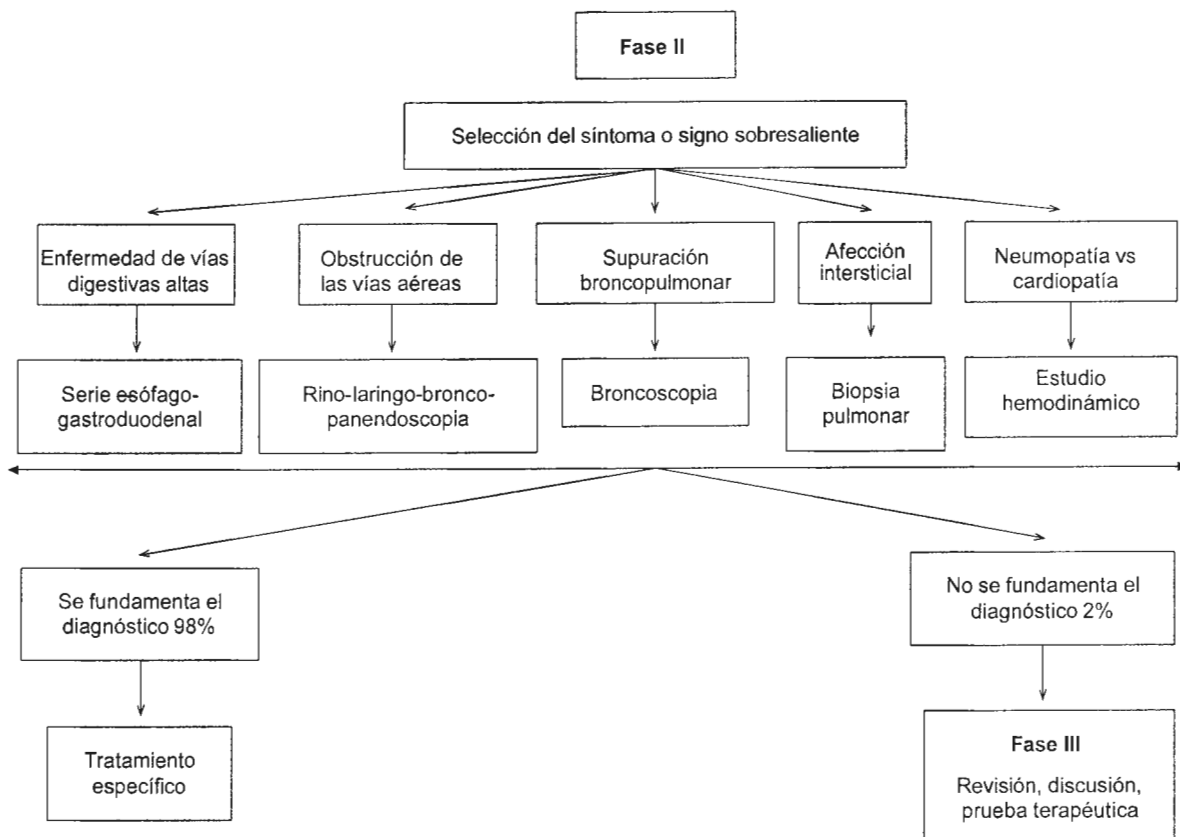 Fase II
Selección del síntoma o signo sobresaliente
Enfermedad de vías
digestivas altas
Obstrucción de
las vías aéreas
Supuración
broncopulmonar
Afección
intersticial
Neumopatía vs
cardiopatía
Serie esófago-
gastroduodenal
Rino-laringo-bronco-
panendoscopia
Broncoscopia
Biopsia
pulmonar
Estudio
hemodinámico
Se fundamenta el
diagnóstico 98%
No se fundamenta el
diagnóstico 2%
Tratamiento
específico
Fase III
Revisión, discusión,
prueba terapéutica